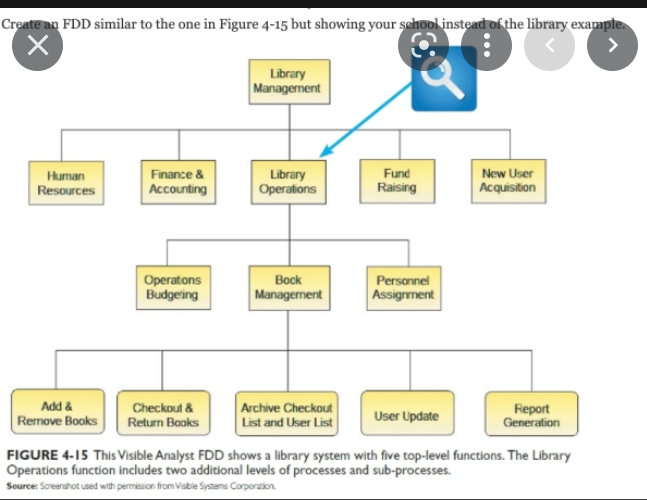 Create an FDD similar to the one in Figure 4-15 but showing your school instead of the library example.
Library
Management
Human
Resources
Finance &
Accounting
Library
Operations
Fund
Raising
New User
Acquisition
Operations
Budgeting
Book
Management
Personnel
Assignment
Add &
Remove Books
Checkout &
Return Books
Archive Checkout
List and User List
User Update
Report
Generation
FIGURE 4-15 This Visible Analyst FDD shows a library system with five top-level functions. The Library
Operations function includes two additional levels of processes and sub-processes.
Source: Screenshot used with permission from Visible Systems Corporation.